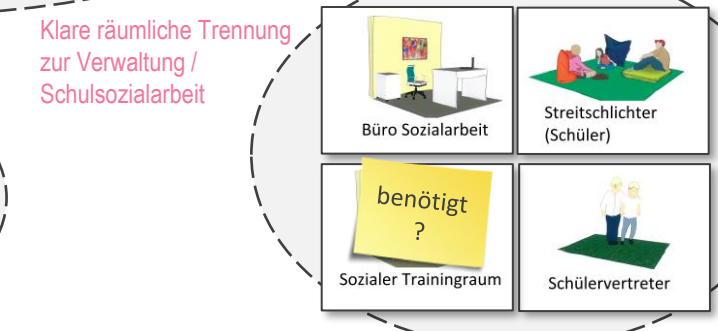 Klare räumliche Trennung
zur Verwaltung /
Schulsozialarbeit
Büro Sozialarbeit
Streitschlichter
(Schüler)
benötigt
?
Sozialer Trainingraum
Schülervertreter